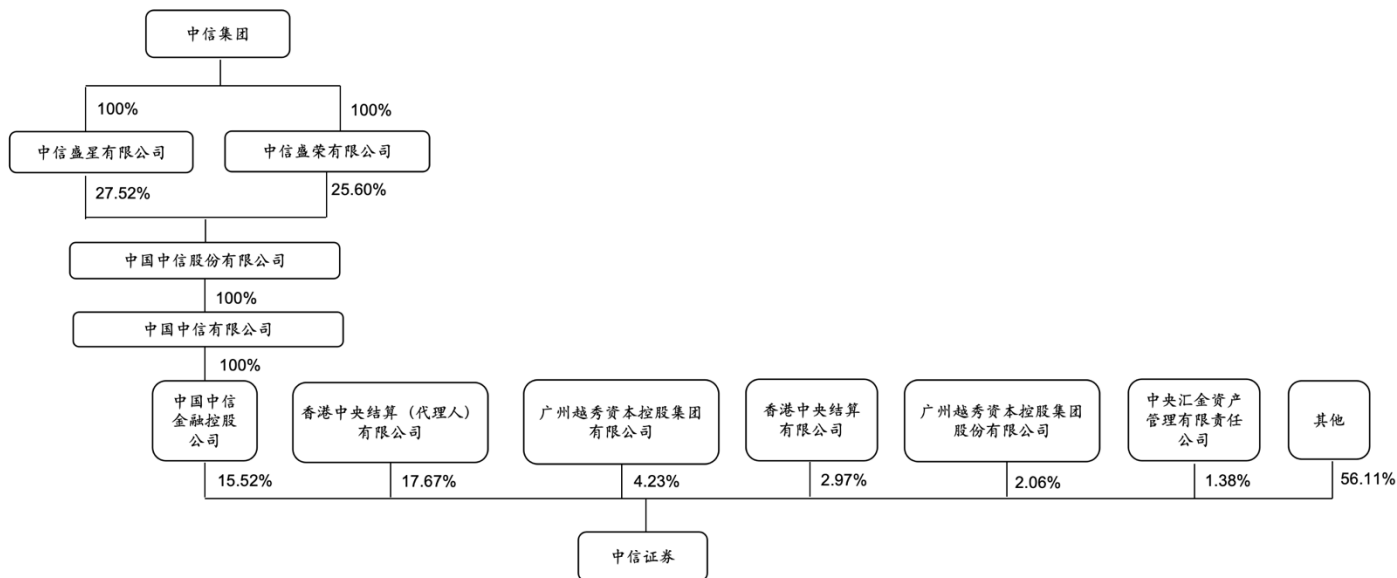 中信集团
100%
100%
中信盛星有限公司
中信盛荣有限公司
27.52%
25.60%
中国中信股份有限公司
100%
中国中信有限公司
100%
中国中信
金融控股
公司
香港中央结算（代理人）
有限公司
广州越秀资本控股集团
有限公司
香港中央结算
有限公司
广州越秀资本控股集团
股份有限公司
中央汇金资产
管理有限责任
公司
其他
15.52%
17.67%
4.23%
2.97%
2.06%
1.38%
56.11%
中信证券